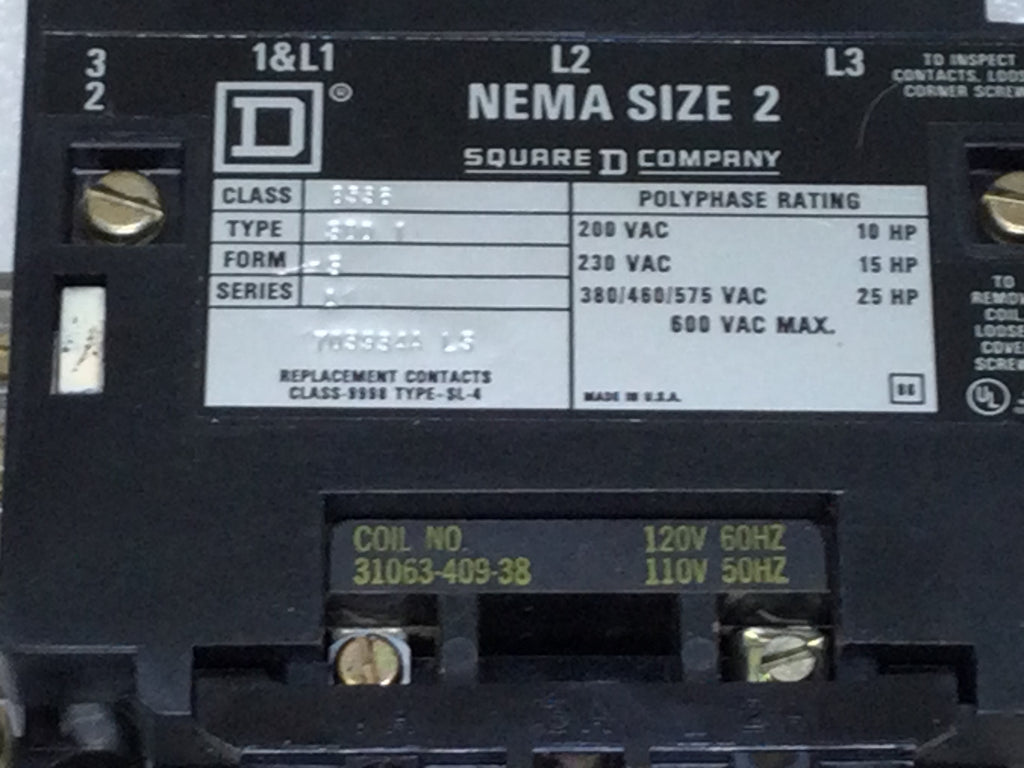 3
2
1&L1
L2
L3
TO INSPECT
CONTACTS, LOOS
CORNER SCREW
D ®
NEMA SIZE 2
SQUARE D COMPANY
CLASS
TYPE
FORM
SERIES
REPLACEMENT CONTACTS
CLASS-9998 TYPE-SL-4
POLYPHASE RATING
200 VAC 10 HP
230 VAC 15 HP
380/460/575 VAC 25 HP
600 VAC MAX.
MADE IN U.S.A.
TO
REMOV
COIL,
LOOSE
COVE
SCREW
UL
COIL NO.
31063-409-38
120V 60HZ
110V 50HZ